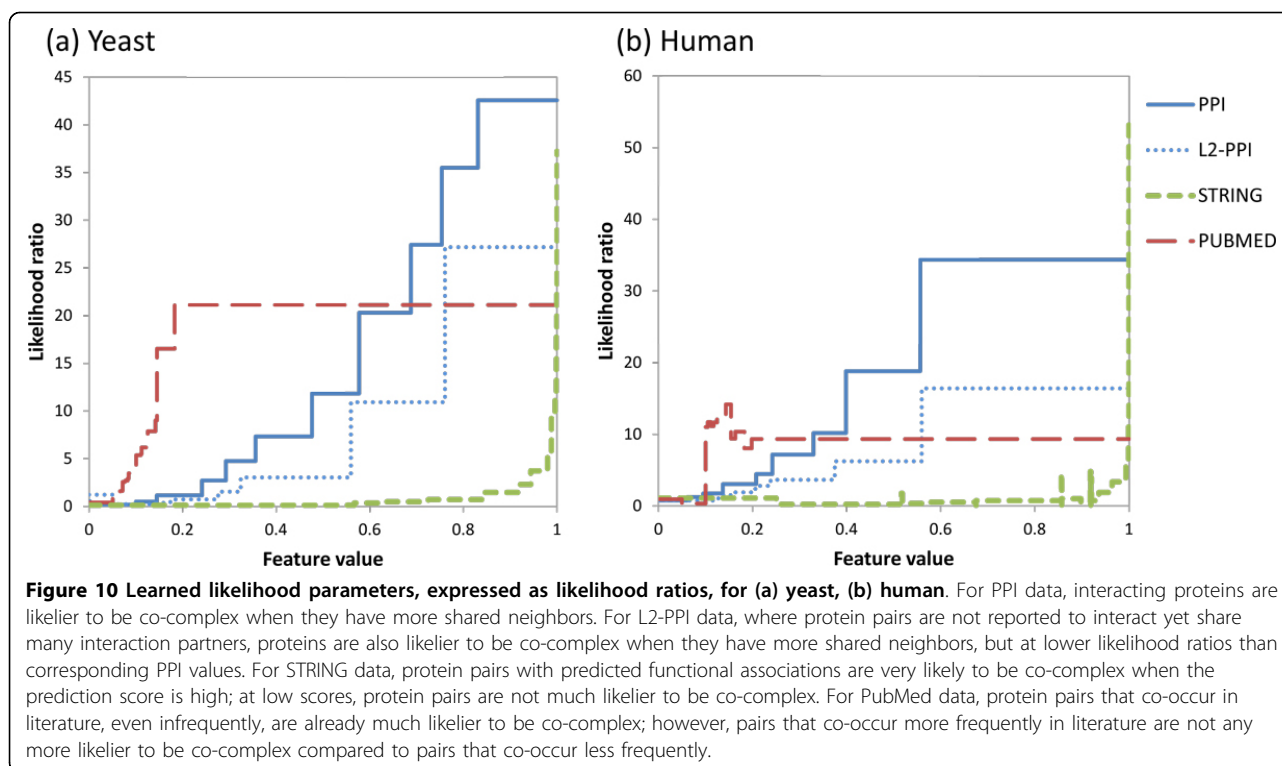 (a) Yeast
45
40
35
30
25
20
15
10
5
0
Likelihood ratio
0
0.2
0.4
0.6
0.8
1
Feature value
(b) Human
60
50
40
30
20
10
0
Likelihood ratio
0
0.2
0.4
0.6
0.8
1
Feature value
PPI
L2-PPI
STRING
PUBMED
Figure 10 Learned likelihood parameters, expressed as likelihood ratios, for (a) yeast, (b) human. For PPI data, interacting proteins are
likelier to be co-complex when they have more shared neighbors. For L2-PPI data, where protein pairs are not reported to interact yet share
many interaction partners, proteins are also likelier to be co-complex when they have more shared neighbors, but at lower likelihood ratios than
corresponding PPI values. For STRING data, protein pairs with predicted functional associations are very likely to be co-complex when the
prediction score is high; at low scores, protein pairs are not much likelier to be co-complex. For PubMed data, protein pairs that co-occur in
literature, even infrequently, are already much likelier to be co-complex; however, pairs that co-occur more frequently in literature are not any
more likelier to be co-complex compared to pairs that co-occur less frequently.